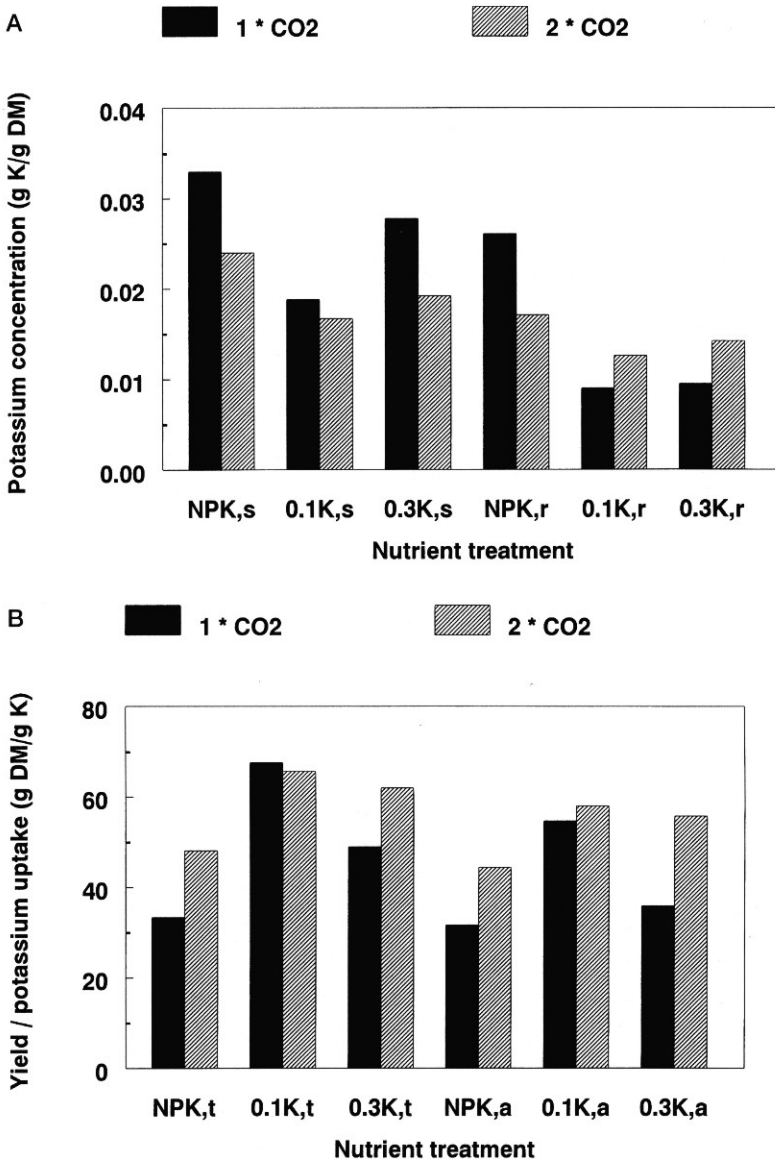 A
1 * CO2 2 * CO2
Potassium concentration (g K/g DM)
0.04
0.03
0.02
0.01
0.00
NPK,s 0.1K,s 0.3K,s NPK,r 0.1K,r 0.3K,r
Nutrient treatment
B
1 * CO2 2 * CO2
Yield / potassium uptake (g DM/g K)
80
60
40
20
0
NPK,t 0.1K,t 0.3K,t NPK,a 0.1K,a 0.3K,a
Nutrient treatment